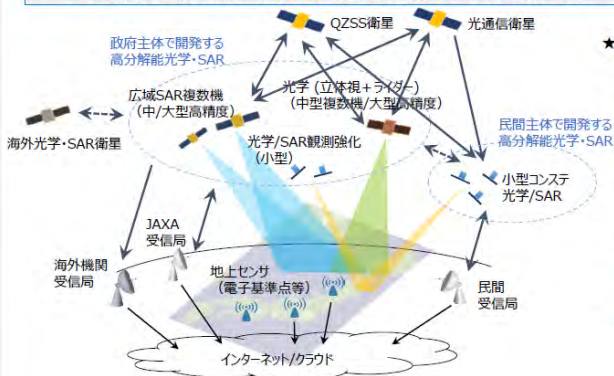 QZSS衛星
光通信衛星
★
政府主体で開発する
高分解能光学・SAR
広域SAR複数機
(中/大型高精度)
光学 (立体視+ライダー)
(中型複数機/大型高精度)
海外光学・SAR衛星
光学/SAR観測強化
(小型)
民間主体で開発する
高分解能光学・SAR
小型コンステ
光学/SAR
JAXA
受信局
海外機関
受信局
地上センサ
(電子基準点等)
民間
受信局
インターネット/クラウド